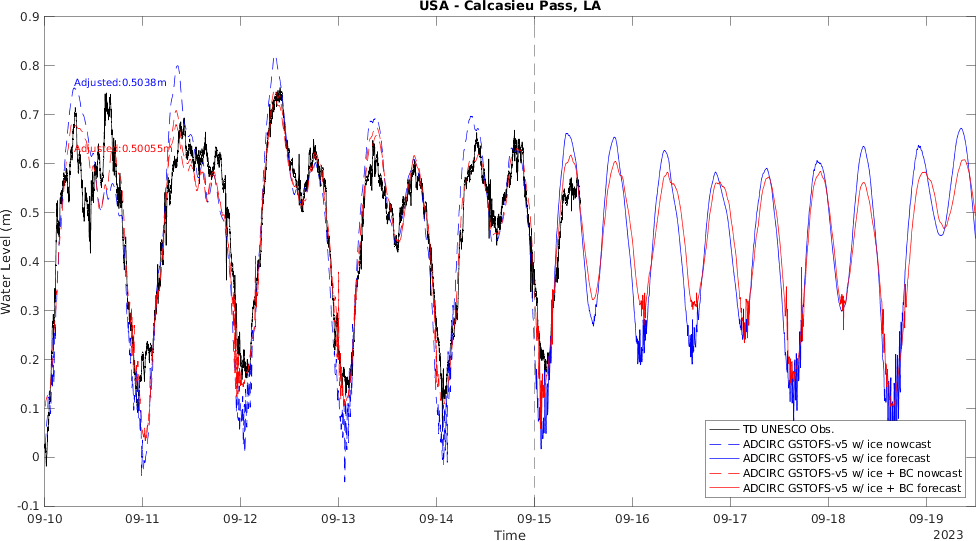 USA - Calcasieu Pass, LA
0.9
0.8
0.7
0.6
0.5
0.4
0.3
0.2
0.1
0
-0.1
Water Level (m)
Adjusted:0.5038m
Adjusted:0.50055m
TD UNESCO Obs.
ADCIRC GSTOFS-v5 w/ ice nowcast
ADCIRC GSTOFS-v5 w/ ice forecast
ADCIRC GSTOFS-v5 w/ ice + BC nowcast
ADCIRC GSTOFS-v5 w/ ice + BC forecast
09-10 09-11 09-12 09-13 09-14 09-15 09-16 09-17 09-18 09-19
Time
2023